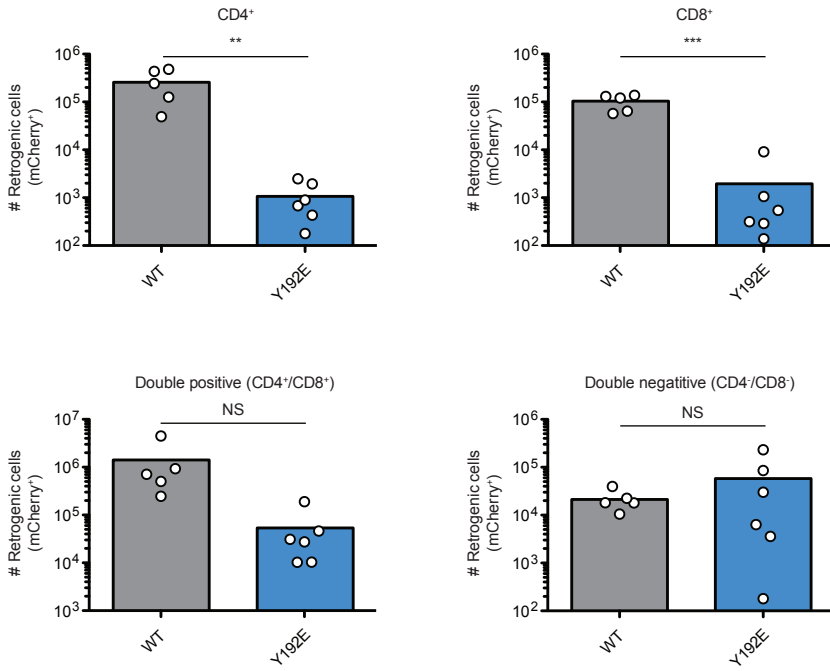 CD4⁺
**
# Retrogenic cells
(mCherry⁺)
10⁶
10⁵
10⁴
10³
10²
WT
Y192E
CD8⁺
***
# Retrogenic cells
(mCherry⁺)
10⁶
10⁵
10⁴
10³
10²
WT
Y192E
Double positive (CD4⁺/CD8⁺)
NS
# Retrogenic cells
(mCherry⁺)
10⁷
10⁶
10⁵
10⁴
10³
WT
Y192E
Double negatitive (CD4⁻/CD8⁻)
NS
# Retrogenic cells
(mCherry⁺)
10⁶
10⁵
10⁴
10³
10²
WT
Y192E